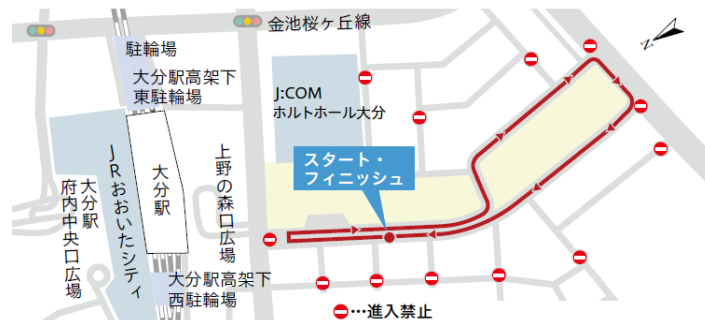 金池桜ヶ丘線
駐輪場
大分駅高架下
東駐輪場
J:COM
ホルトホール大分
大分駅
府内中央口広場
JRおおいたシティ
大分駅
上野の森口広場
スタート・
フィニッシュ
大分駅高架下
西駐輪場
…進入禁止
N